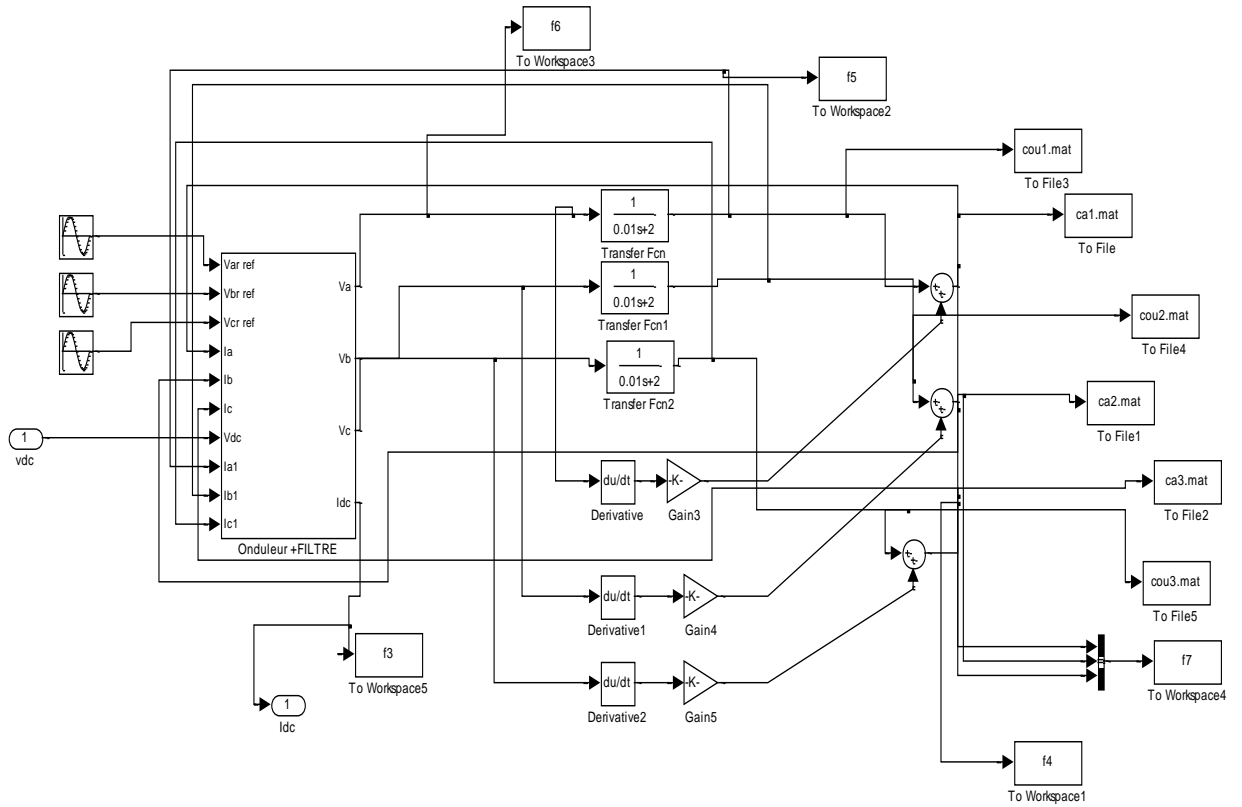 f6
To Workspace3
f5
To Workspace2
cou1.mat
To File3
ca1.mat
To File
1
0.01s+2
Transfer Fcn
1
0.01s+2
Transfer Fcn1
1
0.01s+2
Transfer Fcn2
Var ref
Vbr ref
Vcr ref
Ia
Ib
Ic
Vdc
Ia1
Ib1
Ic1
Va
Vb
Vc
Idc
Onduleur +FILTRE
1
vdc
cou2.mat
To File4
ca2.mat
To File1
ca3.mat
To File2
cou3.mat
To File5
du/dt
Derivative
-K-
Gain3
du/dt
Derivative1
-K-
Gain4
du/dt
Derivative2
-K-
Gain5
f3
To Workspace5
1
Idc
f7
To Workspace4
f4
To Workspace1